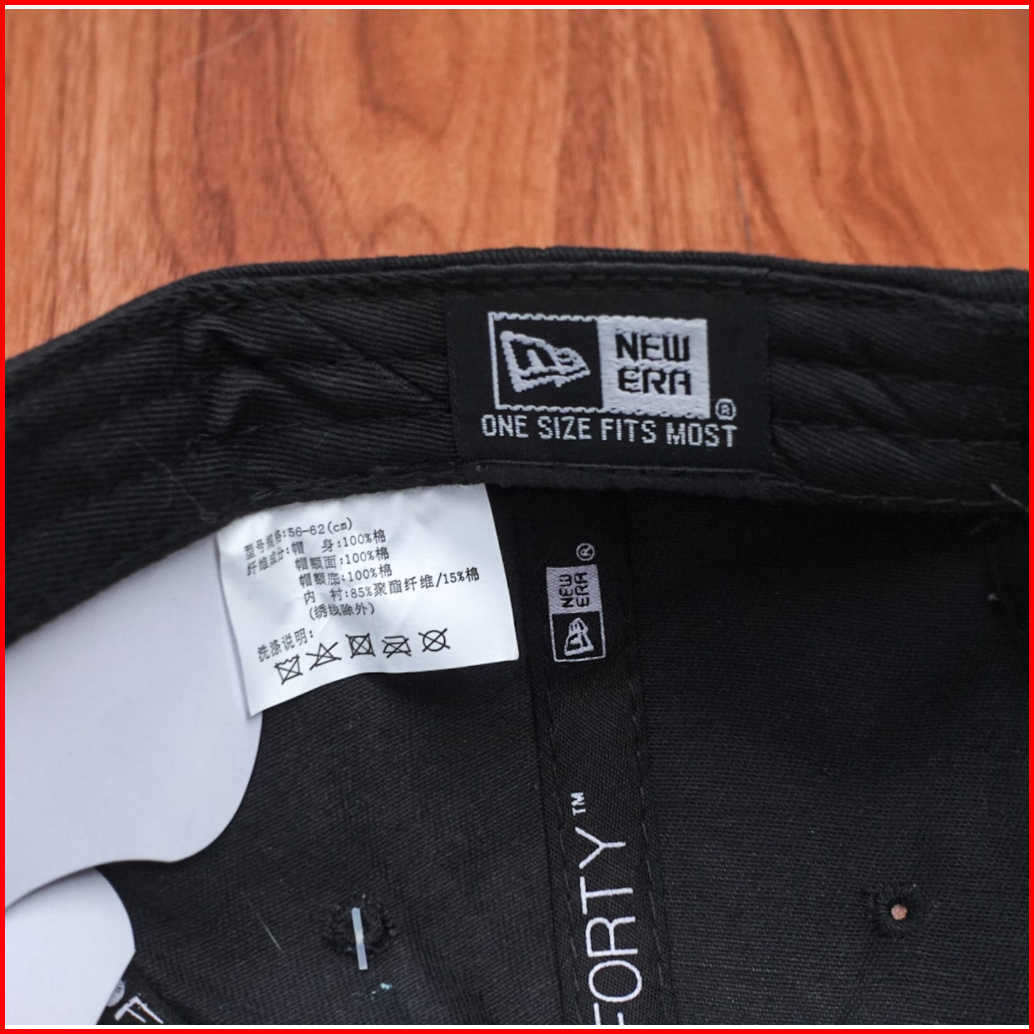 NEW
ERA
®
ONE SIZE FITS MOST
型号规格:56-62(cm)
纤维成分:帽 身:100%棉
帽额面:100%棉
帽额底:100%棉
内 衬:85%聚脂纤维/15%棉
(绣线除外)
洗涤说明:
NEW
ERA
®
FORTY™